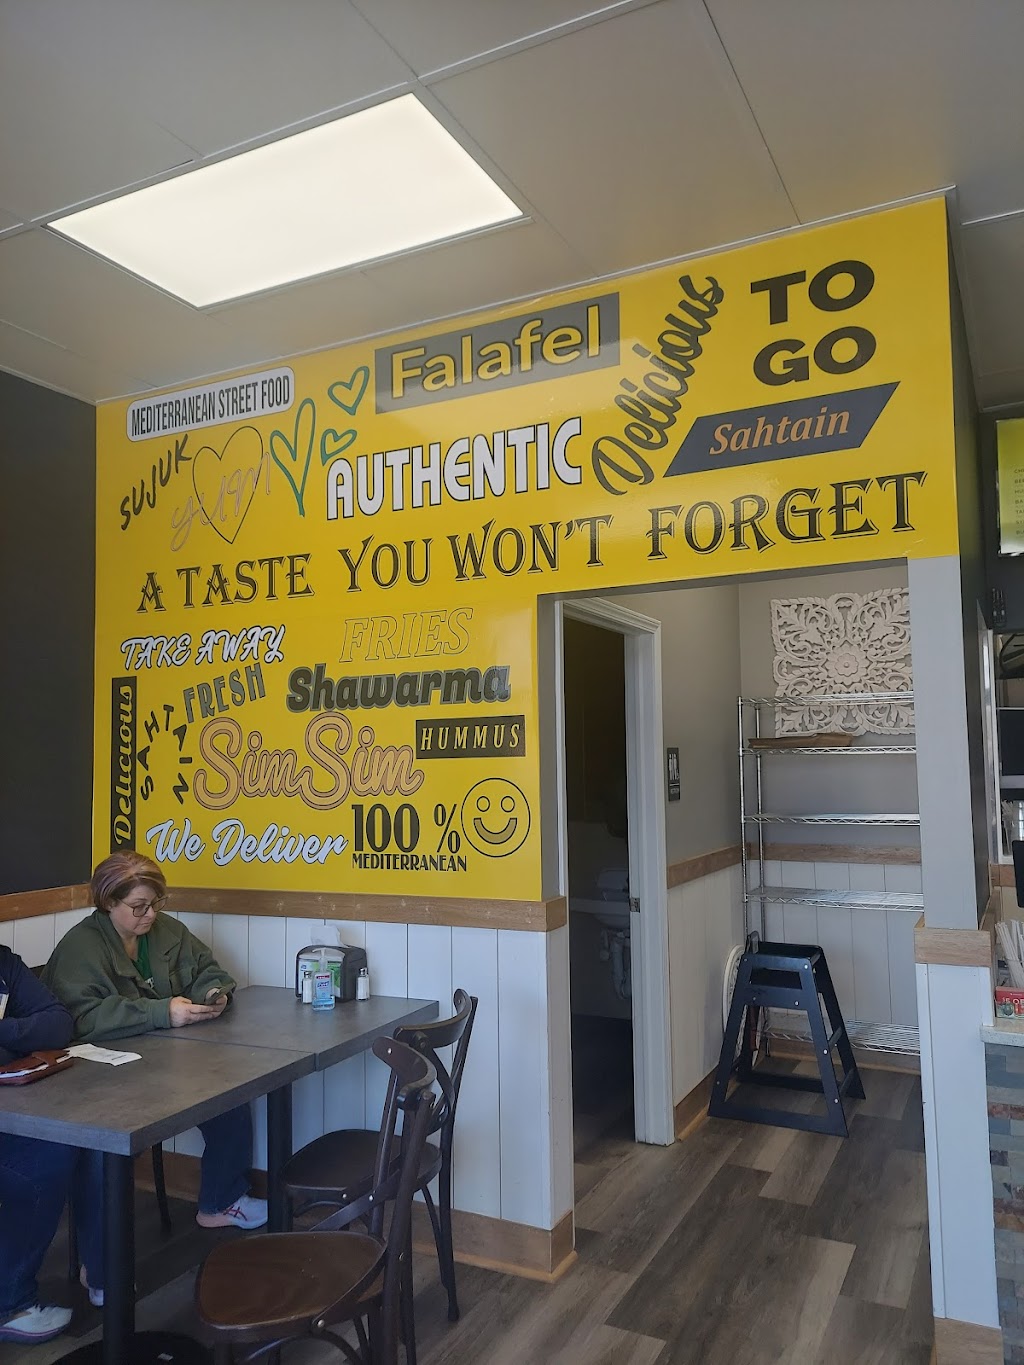 Falafel
TO
GO
Delicious
MEDITERRANEAN STREET FOOD
Sahtain
SUJUK
yum
AUTHENTIC
A TASTE YOU WON'T FORGET
TAKE AWAY
FRIES
FRESH
Shawarma
Delicious
SAHTAIN
SimSim
HUMMUS
We Deliver
100 %
MEDITERRANEAN